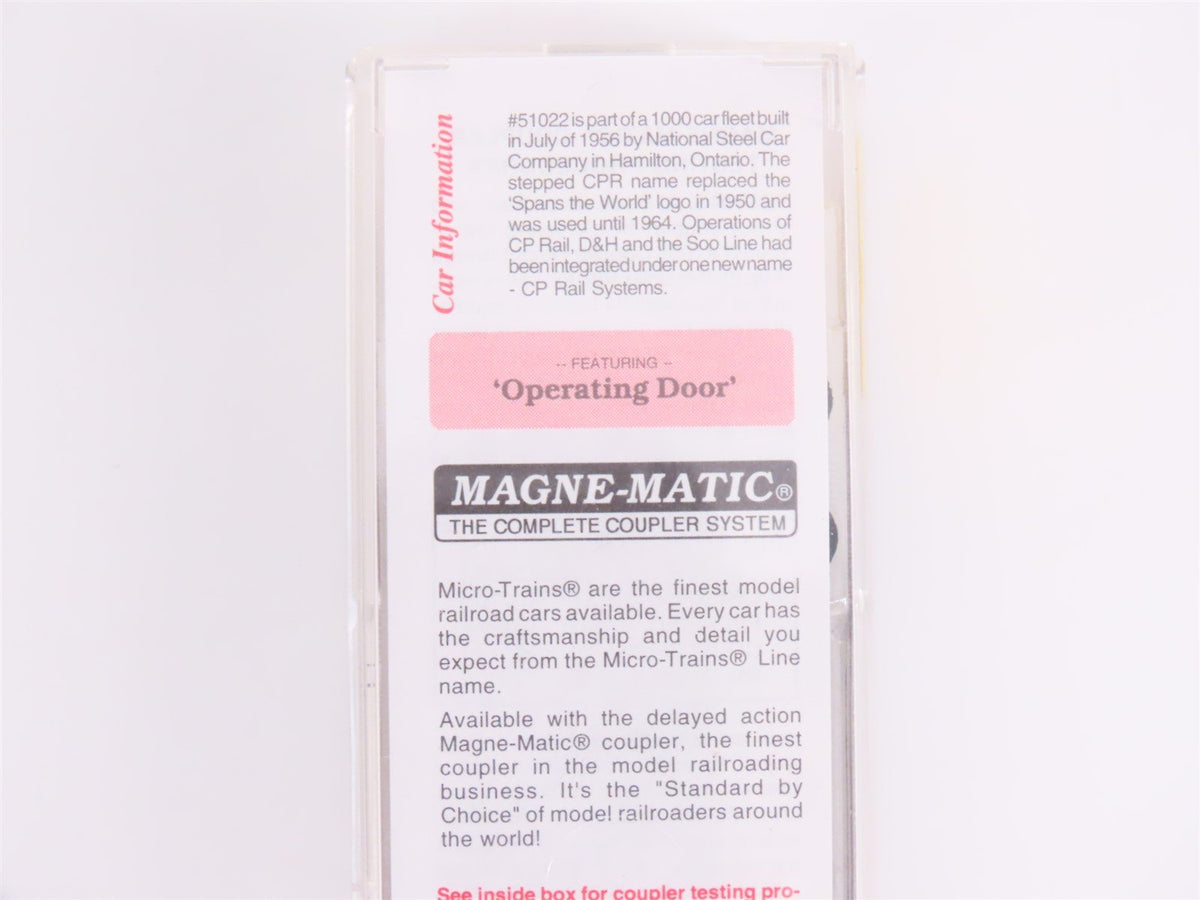 Car Information
#51022 is part of a 1000 car fleet built
in July of 1956 by National Steel Car
Company in Hamilton, Ontario. The
stepped CPR name replaced the
'Spans the World' logo in 1950 and
was used until 1964. Operations of
CP Rail, D&H and the Soo Line had
been integrated under one new name
- CP Rail Systems.
-- FEATURING --
'Operating Door'
MAGNE-MATIC®
THE COMPLETE COUPLER SYSTEM
Micro-Trains® are the finest model
railroad cars available. Every car has
the craftsmanship and detail you
expect from the Micro-Trains® Line
name.
Available with the delayed action
Magne-Matic® coupler, the finest
coupler in the model railroading
business. It's the "Standard by
Choice" of model railroaders around
the world!
See inside box for coupler testing pro-